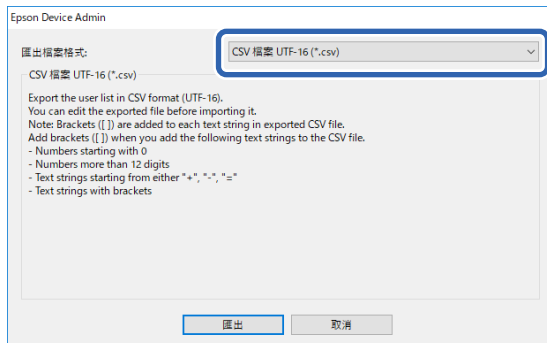 Epson Device Admin
匯出檔案格式:
CSV 檔案 UTF-16 (*.csv)
CSV 檔案 UTF-16 (*.csv)
Export the user list in CSV format (UTF-16).
You can edit the exported file before importing it.
Note: Brackets ([ ]) are added to each text string in exported CSV file.
Add brackets ([ ]) when you add the following text strings to the CSV file.
- Numbers starting with 0
- Numbers more than 12 digits
- Text strings starting from either "+", "-", "="
- Text strings with brackets
匯出
取消